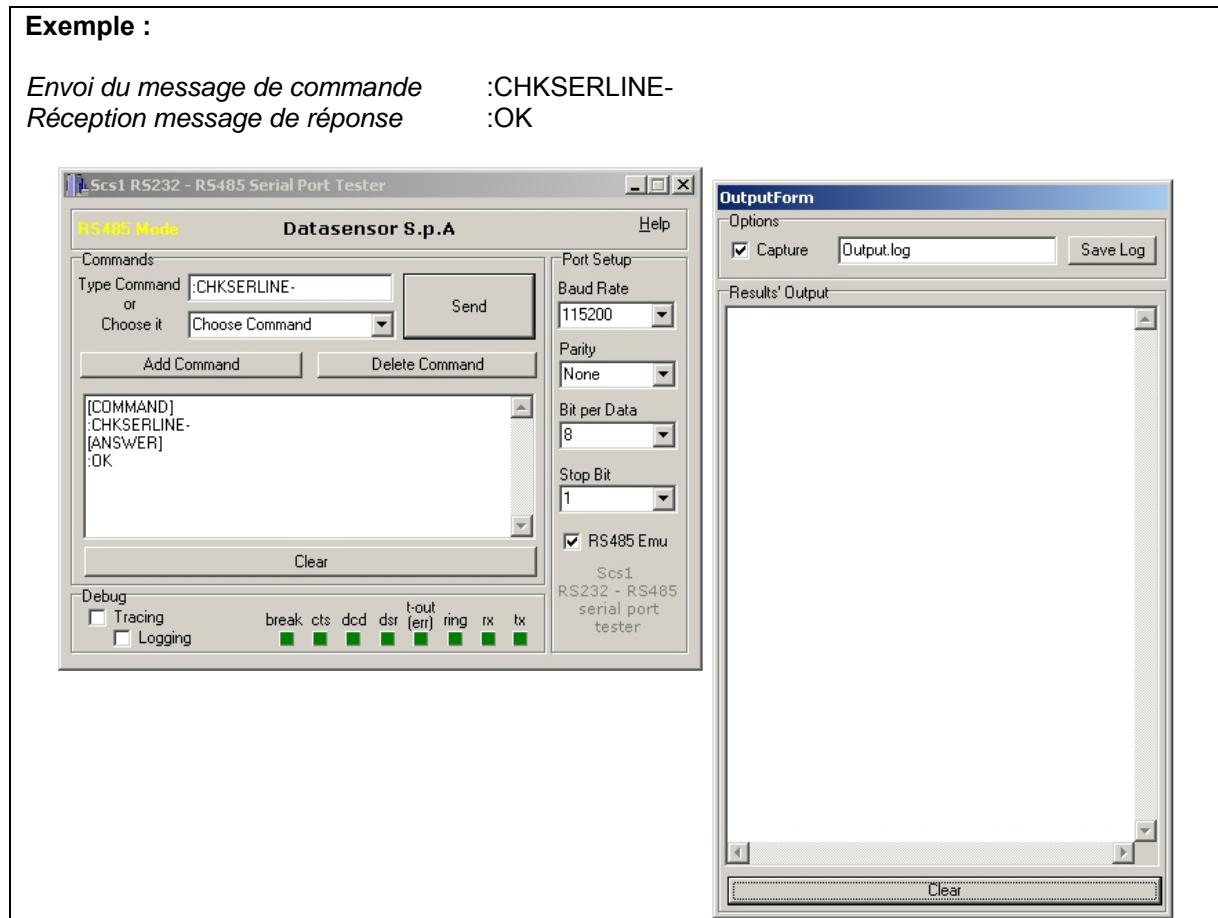 Exemple :
Envoi du message de commande :CHKSERLINE-
Réception message de réponse :OK
Scs1 RS232 - RS485 Serial Port Tester
RS485 Mode
Datasensor S.p.A
Help
Commands
Type Command
or
Choose it
:CHKSERLINE-
Choose Command
Send
Add Command
Delete Command
[COMMAND]
:CHKSERLINE-
[ANSWER]
:OK
Clear
Port Setup
Baud Rate
115200
Parity
None
Bit per Data
8
Stop Bit
1
RS485 Emu
Scs1
RS232 - RS485
serial port
tester
Debug
Tracing
Logging
break cts dcd dsr t-out (err) ring rx tx
OutputForm
Options
Capture
Output.log
Save Log
Results' Output
Clear